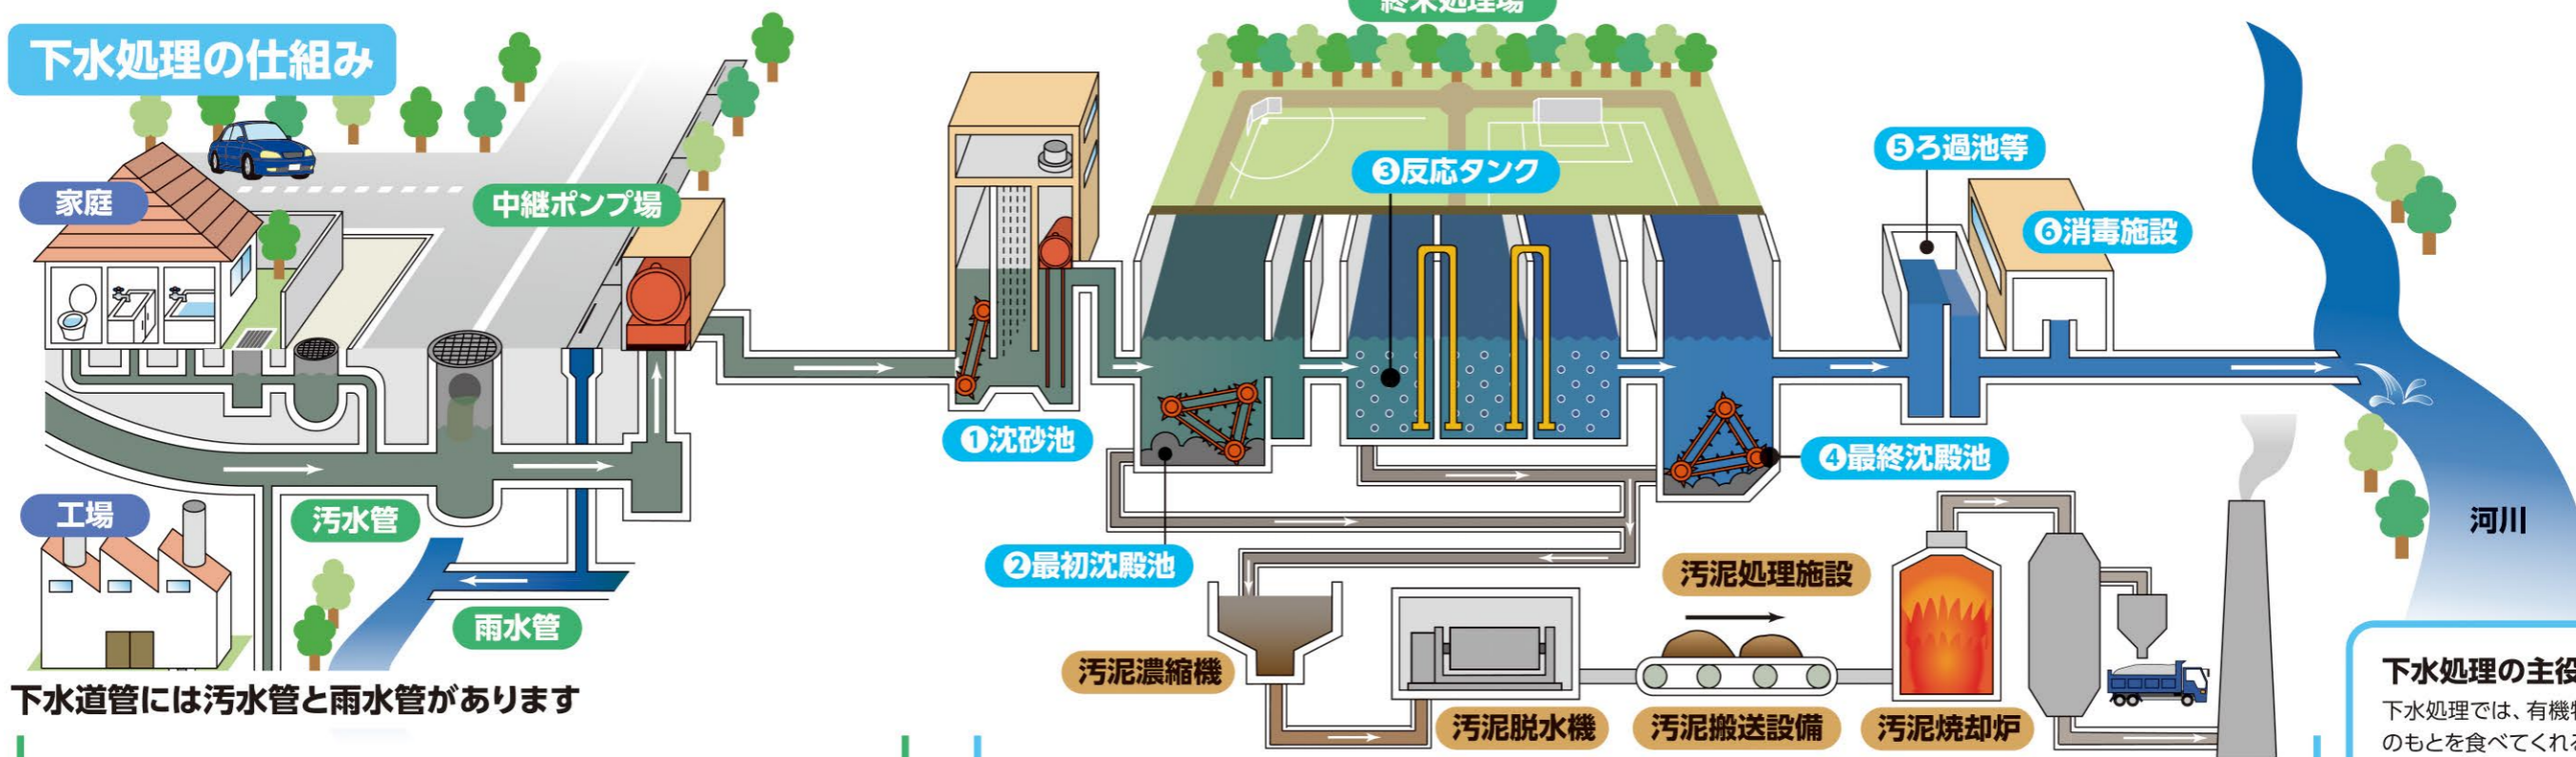 下水処理の仕組み
終末処理場
家庭
中継ポンプ場
❸反応タンク
❺ろ過池等
❻消毒施設
❶沈砂池
❹最終沈殿池
工場
汚水管
❷最初沈殿池
河川
雨水管
汚泥処理施設
汚泥濃縮機
汚泥脱水機
汚泥搬送設備
汚泥焼却炉
下水道管には汚水管と雨水管があります
下水処理の主役
下水処理では、有機
のもとを食べてくれ